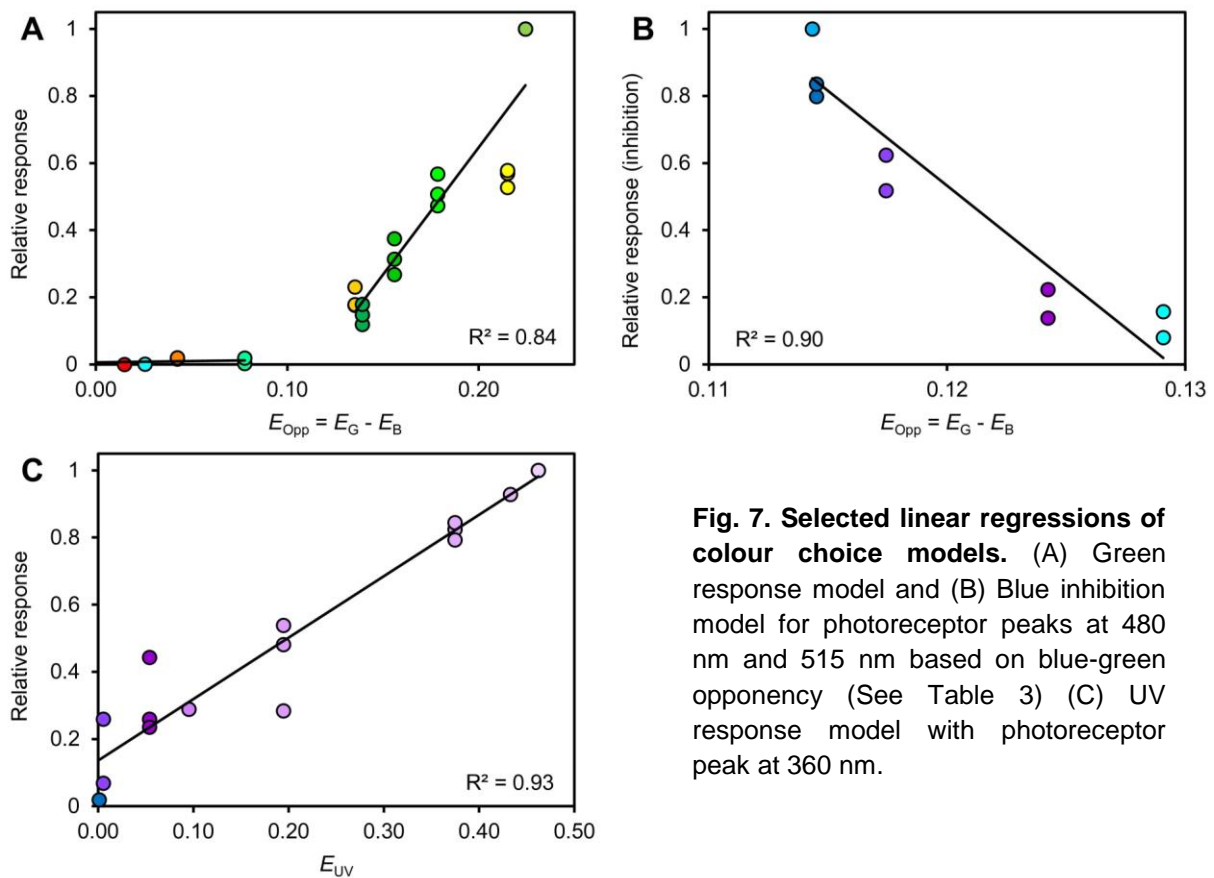 A
Relative response
1
0.8
0.6
0.4
0.2
0
0.00 0.10 0.20
R² = 0.84
E_Opp = E_G - E_B
B
Relative response (inhibition)
1
0.8
0.6
0.4
0.2
0
0.11 0.12 0.13
R² = 0.90
E_Opp = E_G - E_B
C
Relative response
1
0.8
0.6
0.4
0.2
0
0.00 0.10 0.20 0.30 0.40 0.50
R² = 0.93
E_UV
Fig. 7. Selected linear regressions of
colour choice models. (A) Green
response model and (B) Blue inhibition
model for photoreceptor peaks at 480
nm and 515 nm based on blue-green
opponency (See Table 3) (C) UV
response model with photoreceptor
peak at 360 nm.